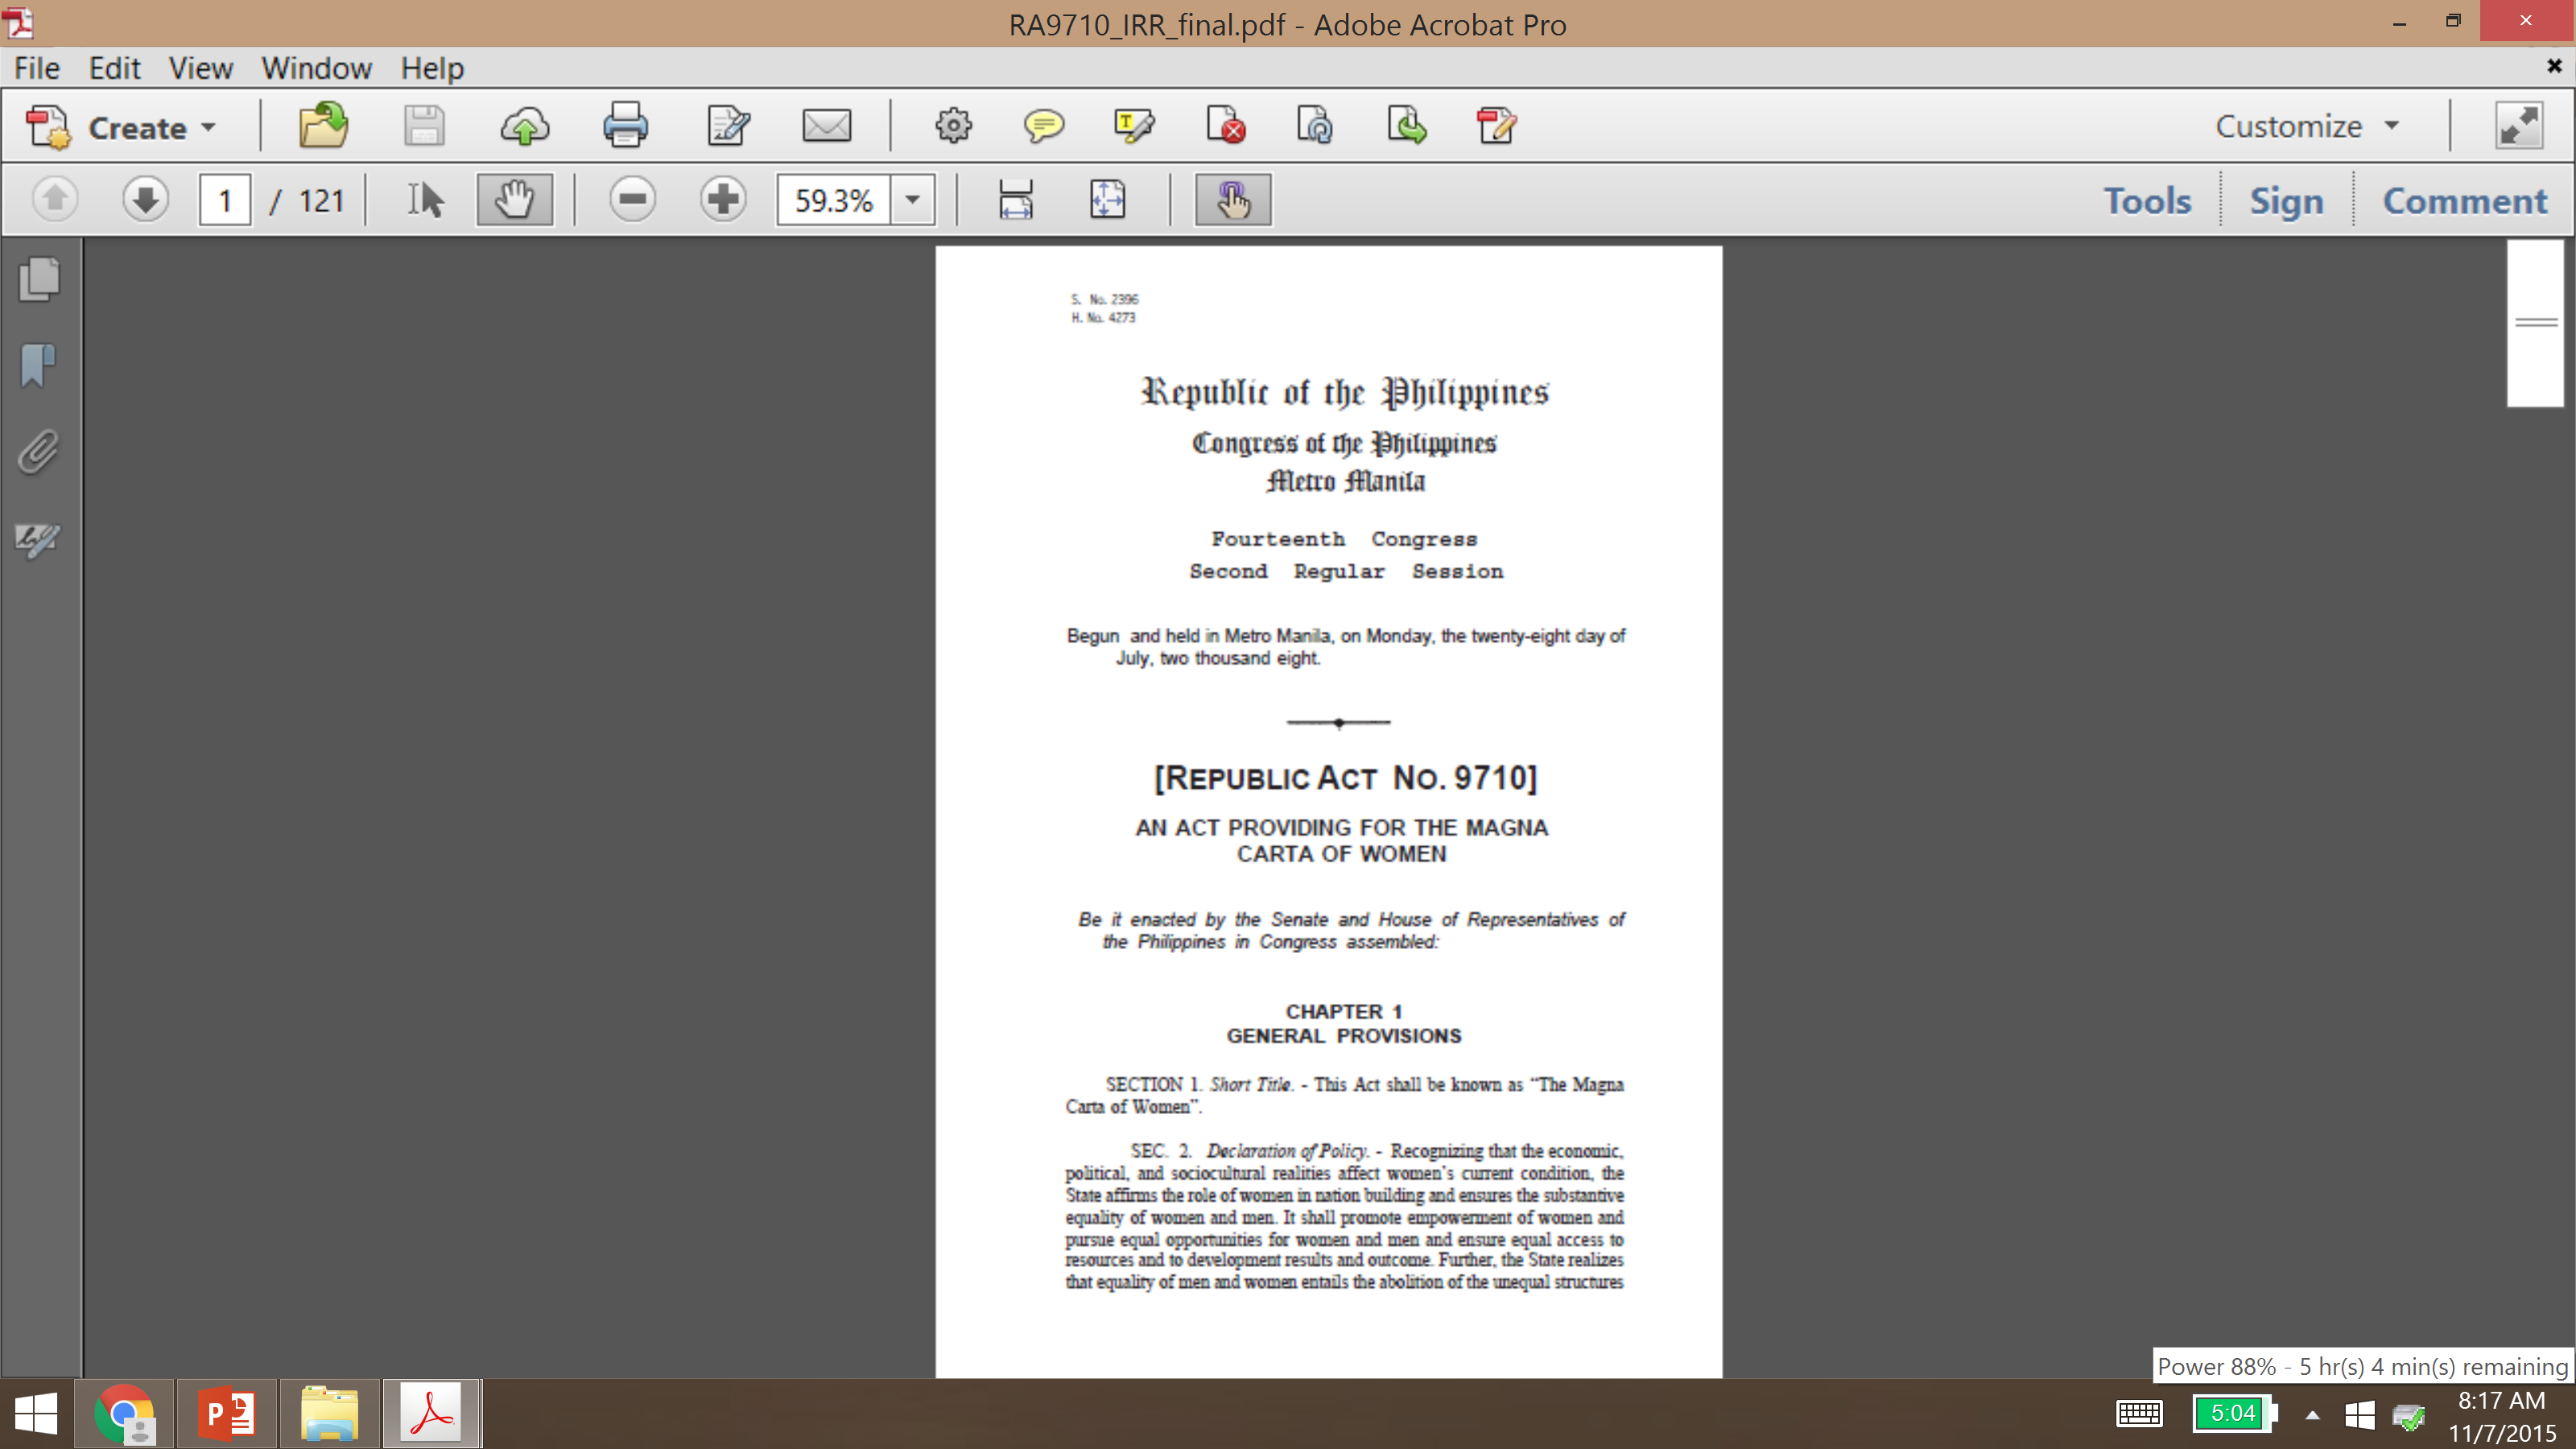 RA9710_IRR_final.pdf - Adobe Acrobat Pro
File Edit View Window Help
Create
Customize
1 / 121
59.3%
Tools Sign Comment
S. No. 2396
H. No. 4273
Republic of the Philippines
Congress of the Philippines
Metro Manila
Fourteenth Congress
Second Regular Session
Begun and held in Metro Manila, on Monday, the twenty-eight day of
July, two thousand eight.
[REPUBLIC ACT NO. 9710]
AN ACT PROVIDING FOR THE MAGNA
CARTA OF WOMEN
Be it enacted by the Senate and House of Representatives of
the Philippines in Congress assembled:
CHAPTER 1
GENERAL PROVISIONS
SECTION 1. Short Title. - This Act shall be known as “The Magna
Carta of Women”.
SEC. 2. Declaration of Policy. - Recognizing that the economic,
political, and sociocultural realities affect women’s current condition, the
State affirms the role of women in nation building and ensures the substantive
equality of women and men. It shall promote empowerment of women and
pursue equal opportunities for women and men and ensure equal access to
resources and to development results and outcome. Further, the State realizes
that equality of men and women entails the abolition of the unequal structures
Power 88% - 5 hr(s) 4 min(s) remaining
5:04
8:17 AM
11/7/2015